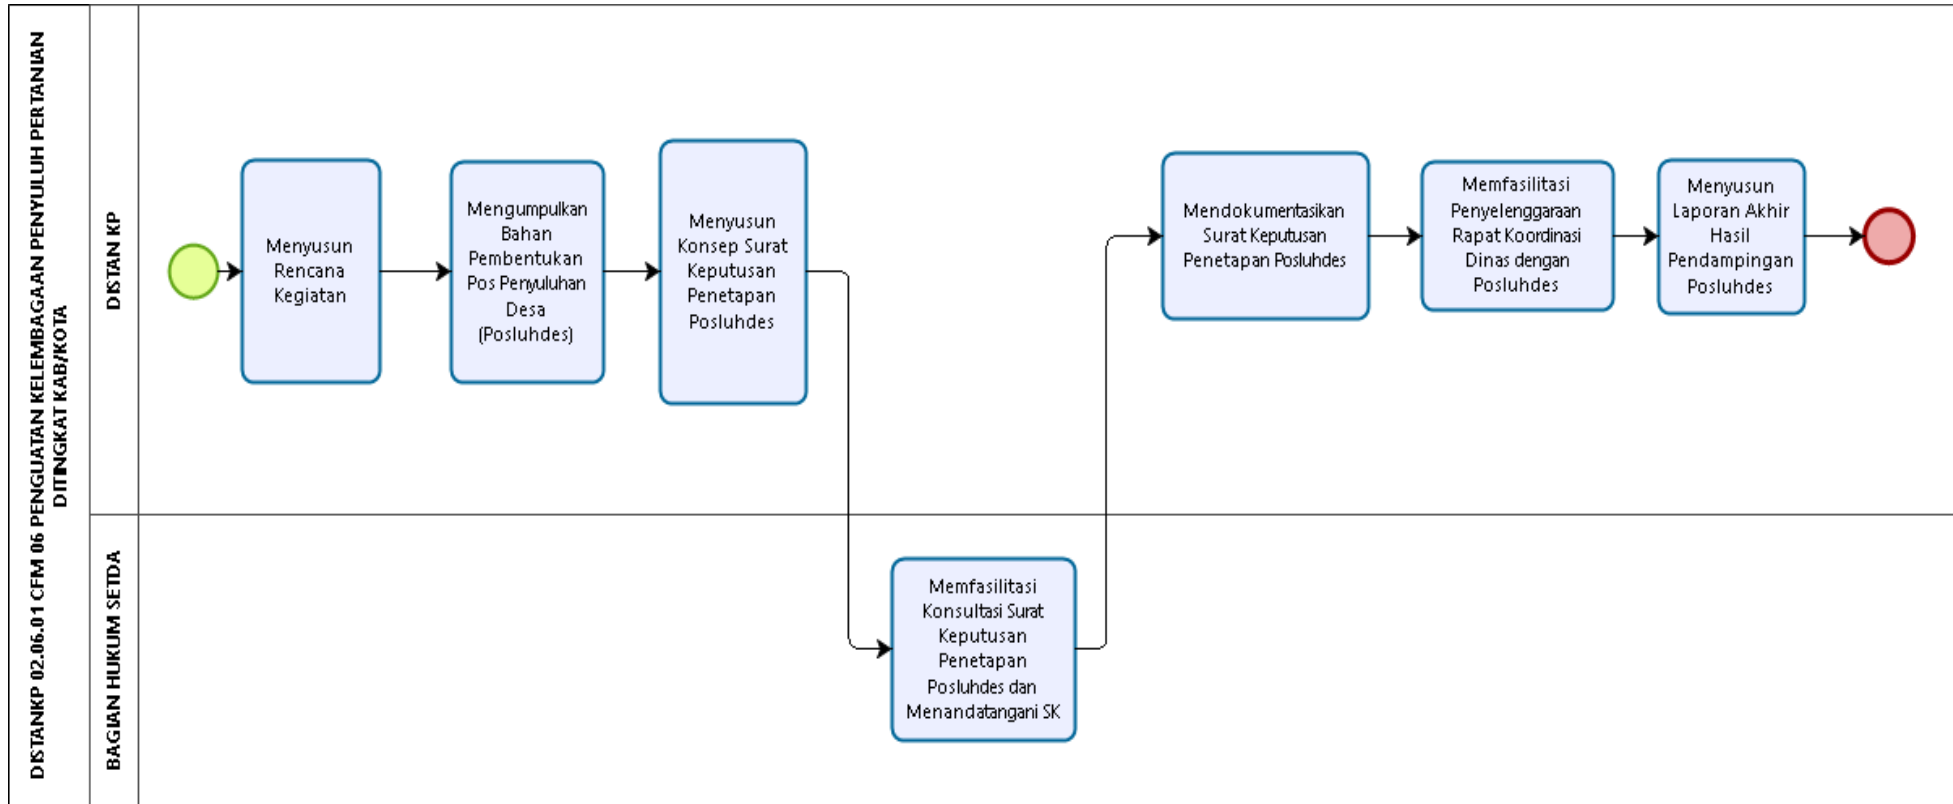 DISTANKP 02.06.01 CFM 06 PENGUATAN KELEMBAGAAN PENYULUH PERTANIAN
DITINGKAT KAB/KOTA
DISTAN KP
Menyusun
Rencana
Kegiatan
Mengumpulkan
Bahan
Pembentukan
Pos Penyuluhan
Desa
(Posluhdes)
Menyusun
Konsep Surat
Keputusan
Penetapan
Posluhdes
Mendokumentasikan
Surat Keputusan
Penetapan Posluhdes
Memfasilitasi
Penyelenggaraan
Rapat Koordinasi
Dinas dengan
Posluhdes
Menyusun
Laporan Akhir
Hasil
Pendampingan
Posluhdes
BAGIAN HUKUM SETDA
Memfasilitasi
Konsultasi Surat
Keputusan
Penetapan
Posluhdes dan
Menandatangani SK